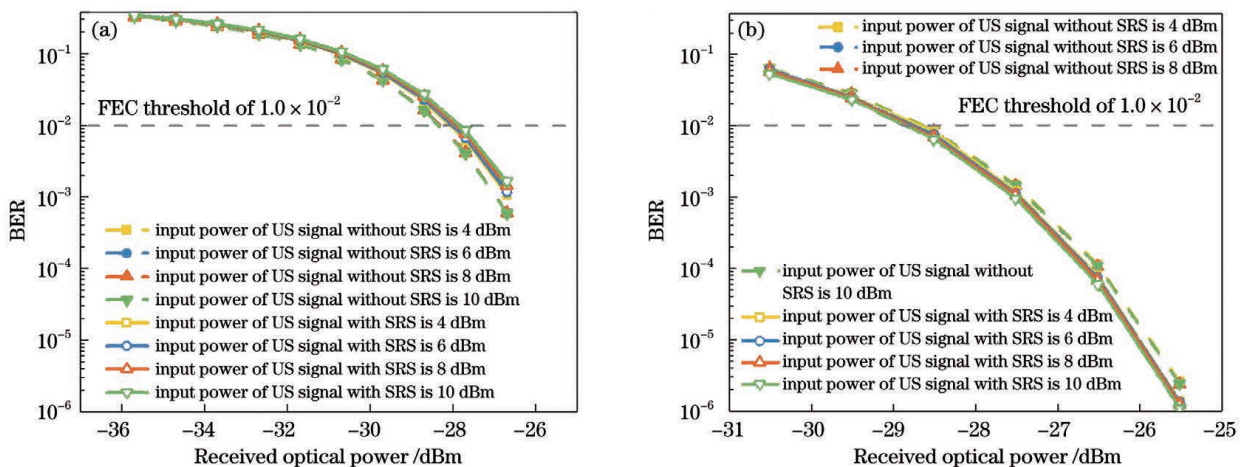 (a)
FEC threshold of 1.0 × 10⁻²
input power of US signal without SRS is 4 dBm
input power of US signal without SRS is 6 dBm
input power of US signal without SRS is 8 dBm
input power of US signal without SRS is 10 dBm
input power of US signal with SRS is 4 dBm
input power of US signal with SRS is 6 dBm
input power of US signal with SRS is 8 dBm
input power of US signal with SRS is 10 dBm
10⁻¹
10⁻²
10⁻³
10⁻⁴
10⁻⁵
10⁻⁶
BER
−36 −34 −32 −30 −28 −26
Received optical power /dBm
(b)
input power of US signal without SRS is 4 dBm
input power of US signal without SRS is 6 dBm
input power of US signal without SRS is 8 dBm
FEC threshold of 1.0 × 10⁻²
input power of US signal without
SRS is 10 dBm
input power of US signal with SRS is 4 dBm
input power of US signal with SRS is 6 dBm
input power of US signal with SRS is 8 dBm
input power of US signal with SRS is 10 dBm
10⁻¹
10⁻²
10⁻³
10⁻⁴
10⁻⁵
10⁻⁶
BER
−31 −30 −29 −28 −27 −26 −25 −24
Received optical power /dBm